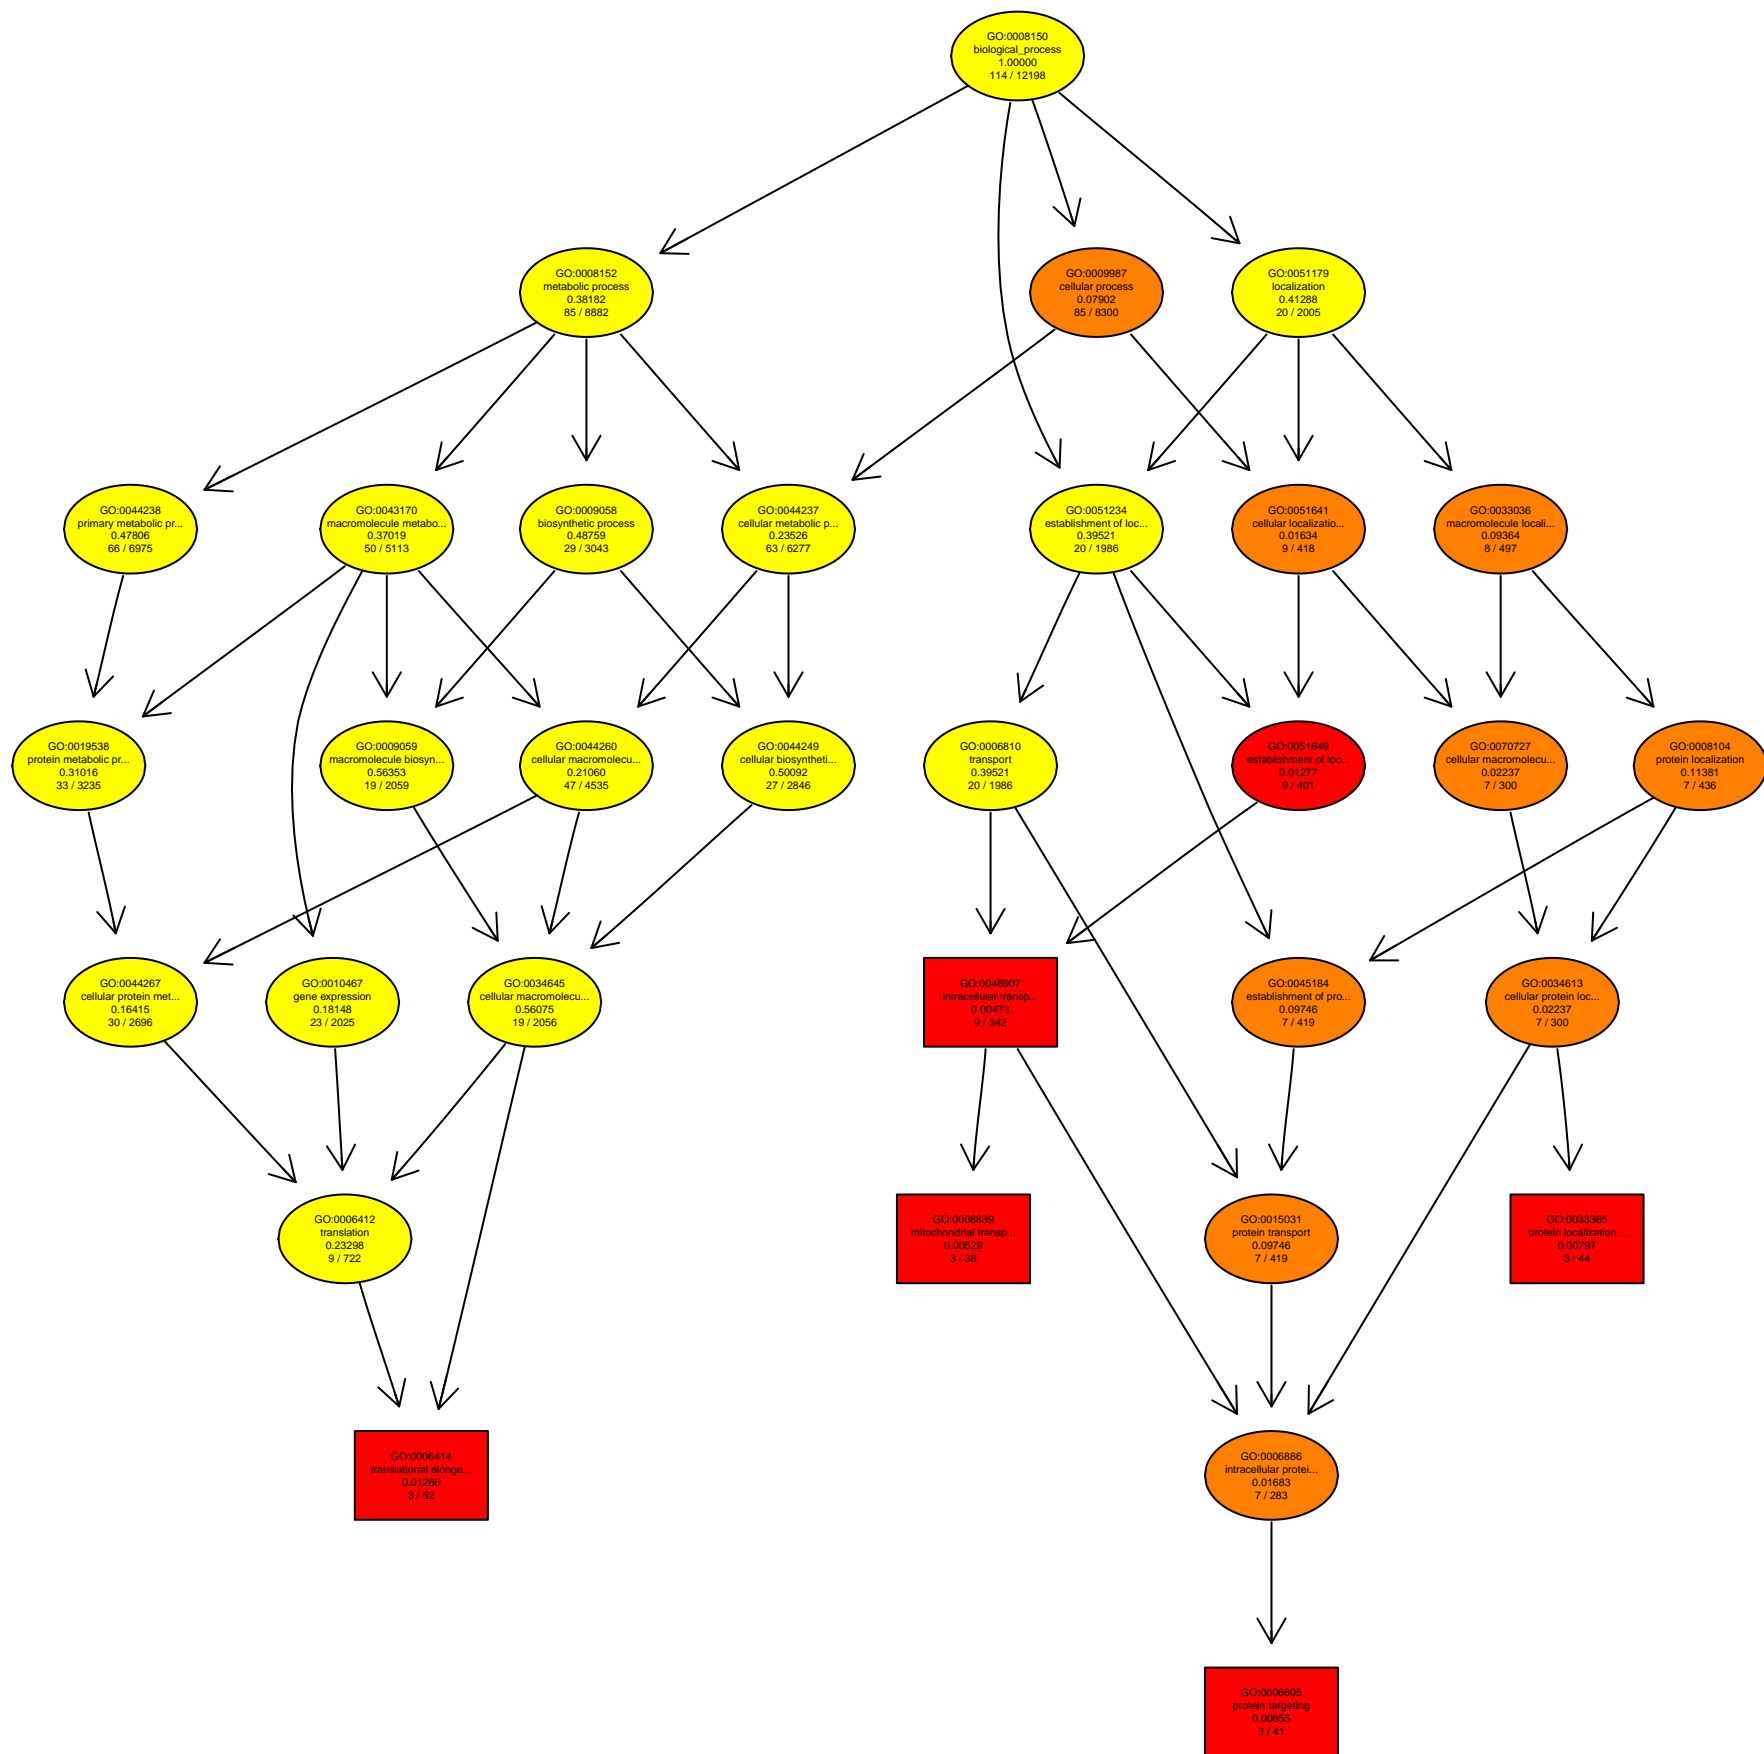 GO:0008150
biological_process
1.00000
114 / 12198
GO:0008152
metabolic process
0.38182
85 / 8882
GO:0009987
cellular process
0.07902
85 / 8300
GO:0051179
localization
0.41288
20 / 2005
GO:0044238
primary metabolic pr...
0.47806
66 / 6975
GO:0043170
macromolecule metabo...
0.37019
50 / 5113
GO:0009058
biosynthetic process
0.48759
29 / 3043
GO:0044237
cellular metabolic p...
0.23526
63 / 6277
GO:0051234
establishment of loc...
0.39521
20 / 1986
GO:0051641
cellular localizatio...
0.01634
9 / 418
GO:0033036
macromolecule locali...
0.09364
8 / 497
GO:0019538
protein metabolic pr...
0.31016
33 / 3235
GO:0009059
macromolecule biosyn...
0.56353
19 / 2059
GO:0044260
cellular macromolecu...
0.21060
47 / 4535
GO:0044249
cellular biosyntheti...
0.50092
27 / 2846
GO:0006810
transport
0.39521
20 / 1986
GO:0051649
establishment of loc...
0.01277
9 / 401
GO:0070727
cellular macromolecu...
0.02237
7 / 300
GO:0008104
protein localization
0.11381
7 / 436
GO:0044267
cellular protein met...
0.16415
30 / 2696
GO:0010467
gene expression
0.18148
23 / 2025
GO:0034645
cellular macromolecu...
0.56075
19 / 2056
GO:0046907
intracellular transp...
0.00473
9 / 342
GO:0045184
establishment of pro...
0.09746
7 / 419
GO:0034613
cellular protein loc...
0.02237
7 / 300
GO:0006412
translation
0.23298
9 / 722
GO:0006839
mitochondrial transp...
0.00529
3 / 38
GO:0015031
protein transport
0.09746
7 / 419
GO:0033365
protein localization...
0.00797
3 / 44
GO:0006414
translational elonga...
0.01260
3 / 52
GO:0006886
intracellular protei...
0.01683
7 / 283
GO:0006605
protein targeting
0.00655
3 / 41